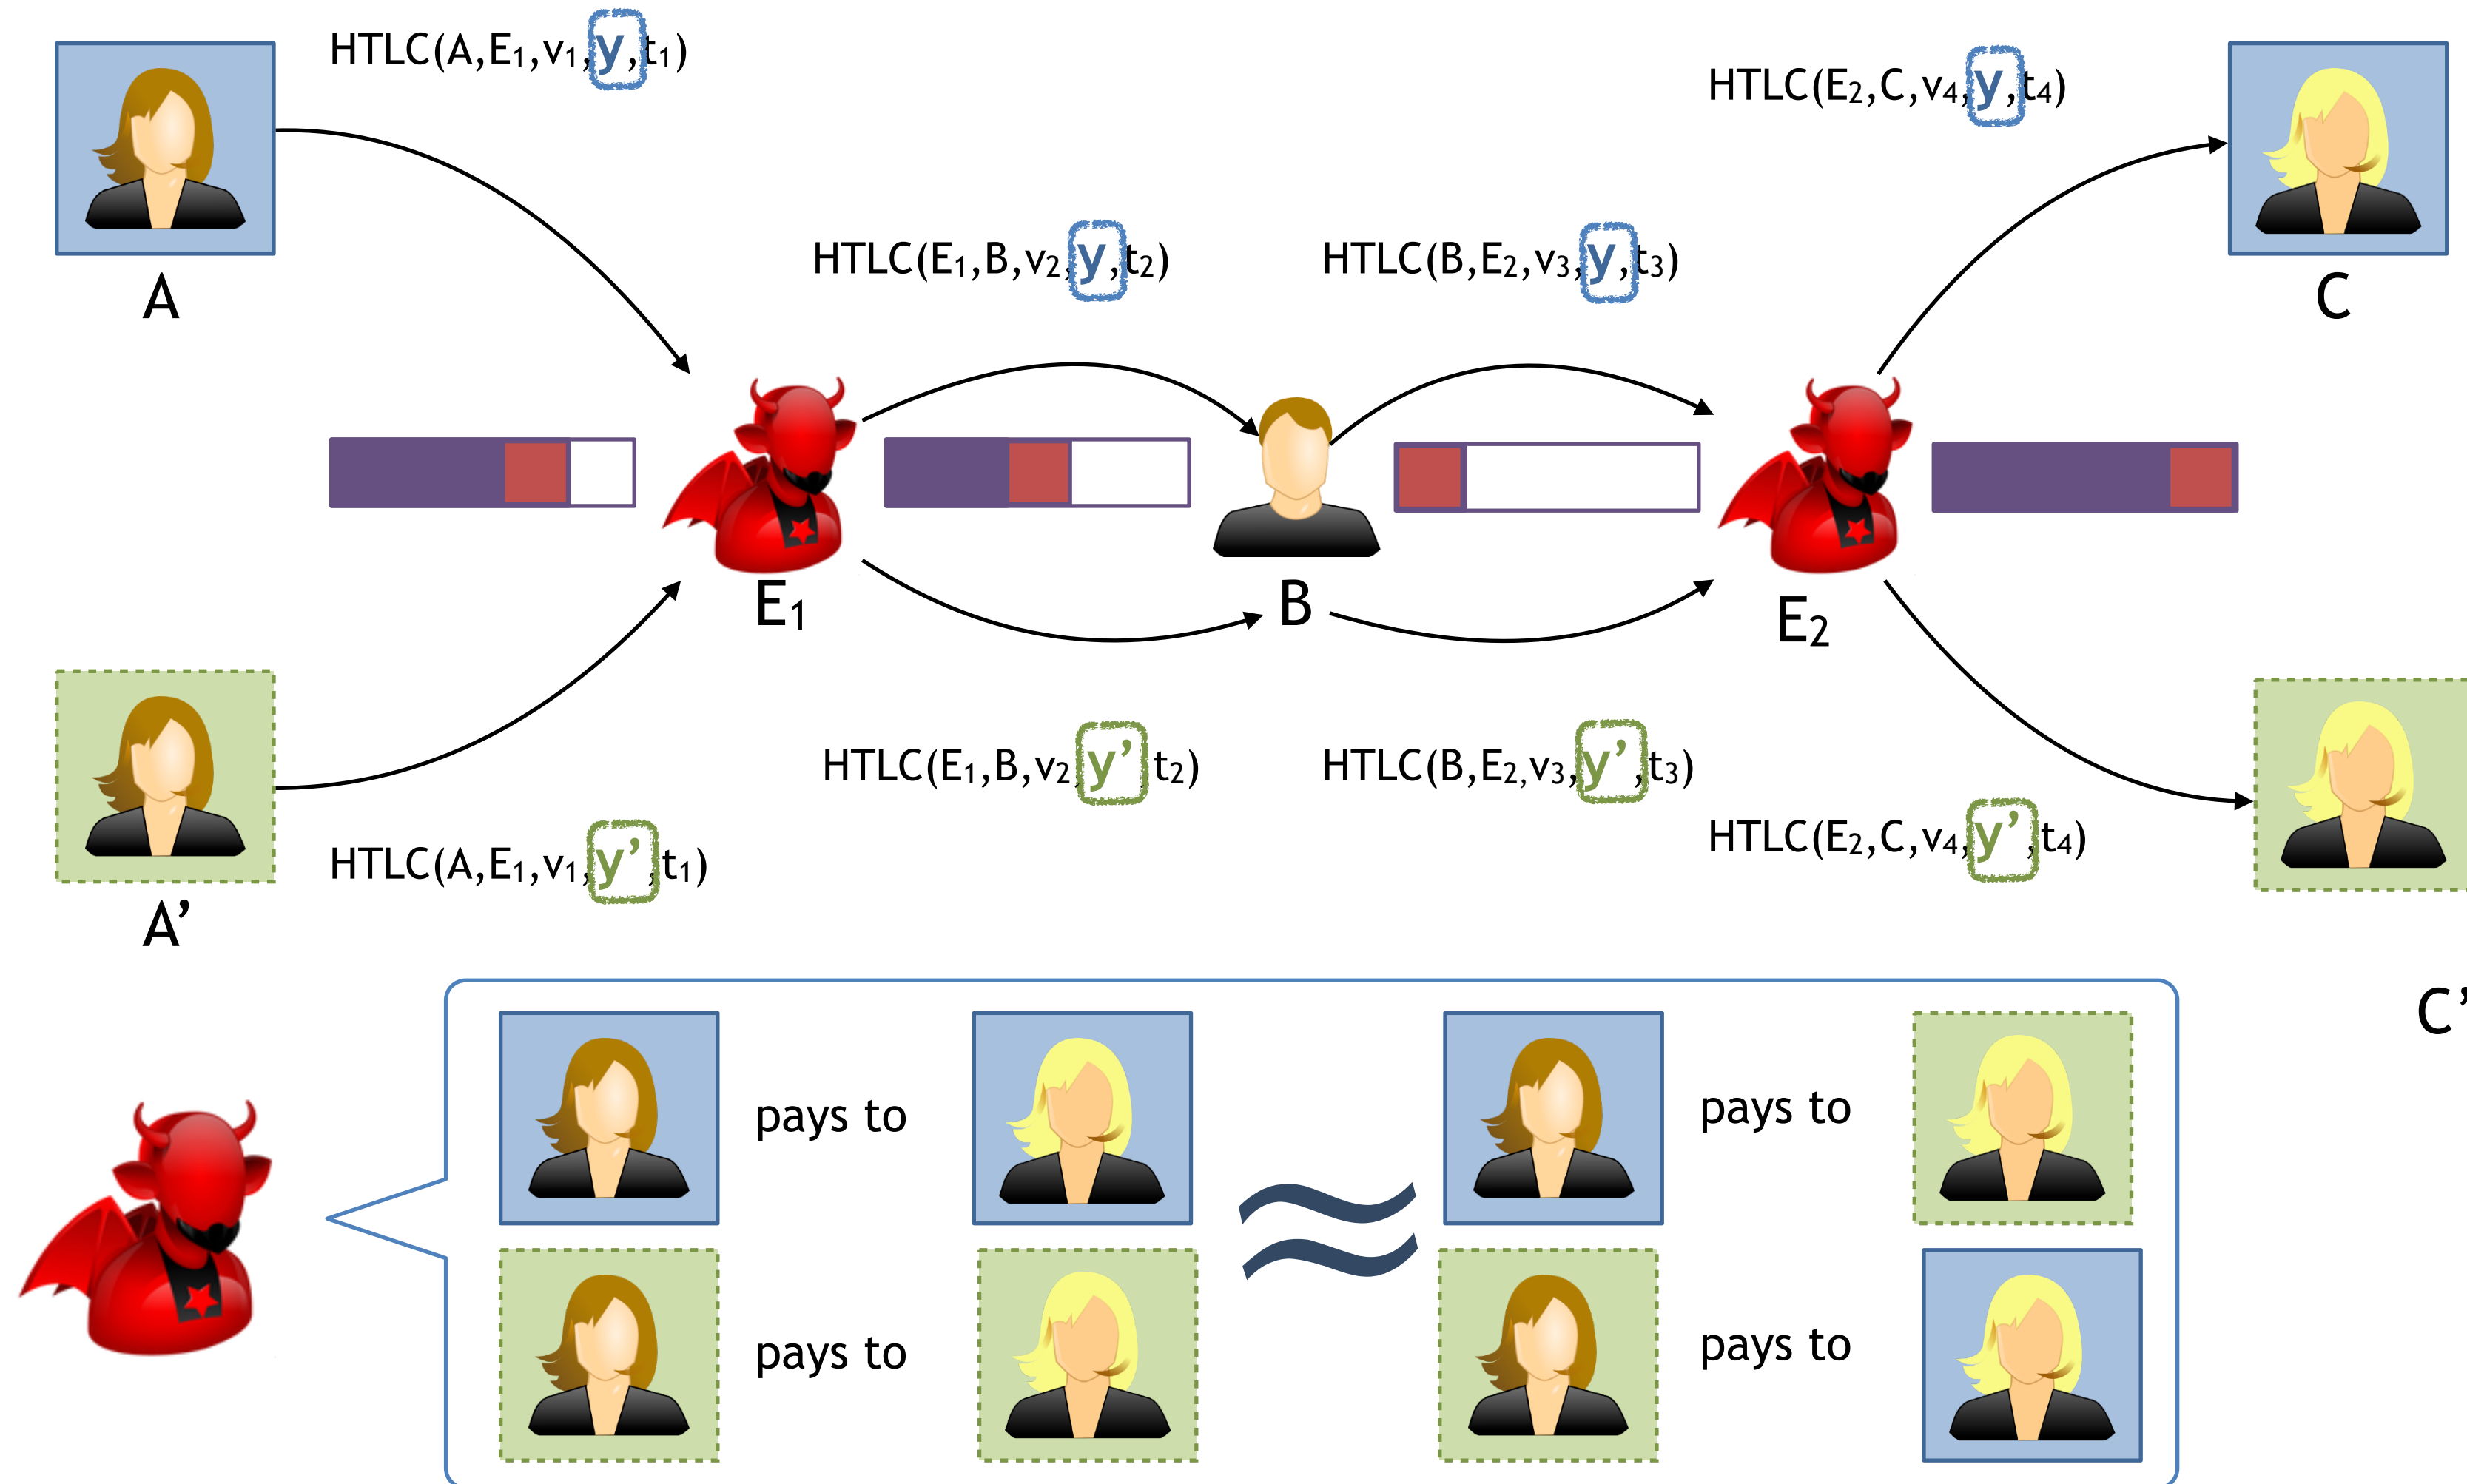 HTLC(A,E₁,v₁,y,t₁)
HTLC(E₂,C,v₄,y,t₄)
HTLC(E₁,B,v₂,y,t₂)
HTLC(B,E₂,v₃,y,t₃)
A
C
E₁
B
E₂
HTLC(E₁,B,v₂,y’,t₂)
HTLC(B,E₂,v₃,y’,t₃)
HTLC(A,E₁,v₁,y’,t₁)
HTLC(E₂,C,v₄,y’,t₄)
A’
C’
pays to
≈
pays to
pays to
pays to